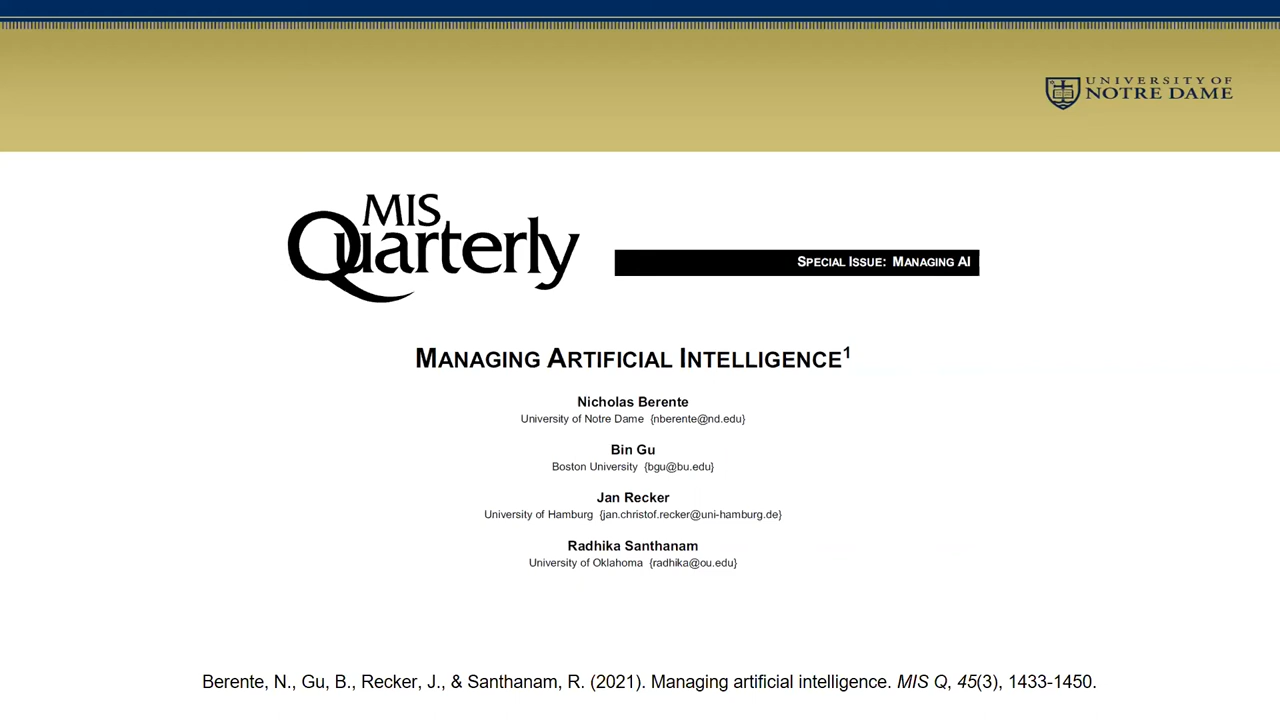 UNIVERSITY OF
NOTRE DAME
MIS
Quarterly
SPECIAL ISSUE: MANAGING AI
MANAGING ARTIFICIAL INTELLIGENCE¹
Nicholas Berente
University of Notre Dame {nberente@nd.edu}
Bin Gu
Boston University {bgu@bu.edu}
Jan Recker
University of Hamburg {jan.christof.recker@uni-hamburg.de}
Radhika Santhanam
University of Oklahoma {radhika@ou.edu}
Berente, N., Gu, B., Recker, J., & Santhanam, R. (2021). Managing artificial intelligence. MIS Q, 45(3), 1433-1450.